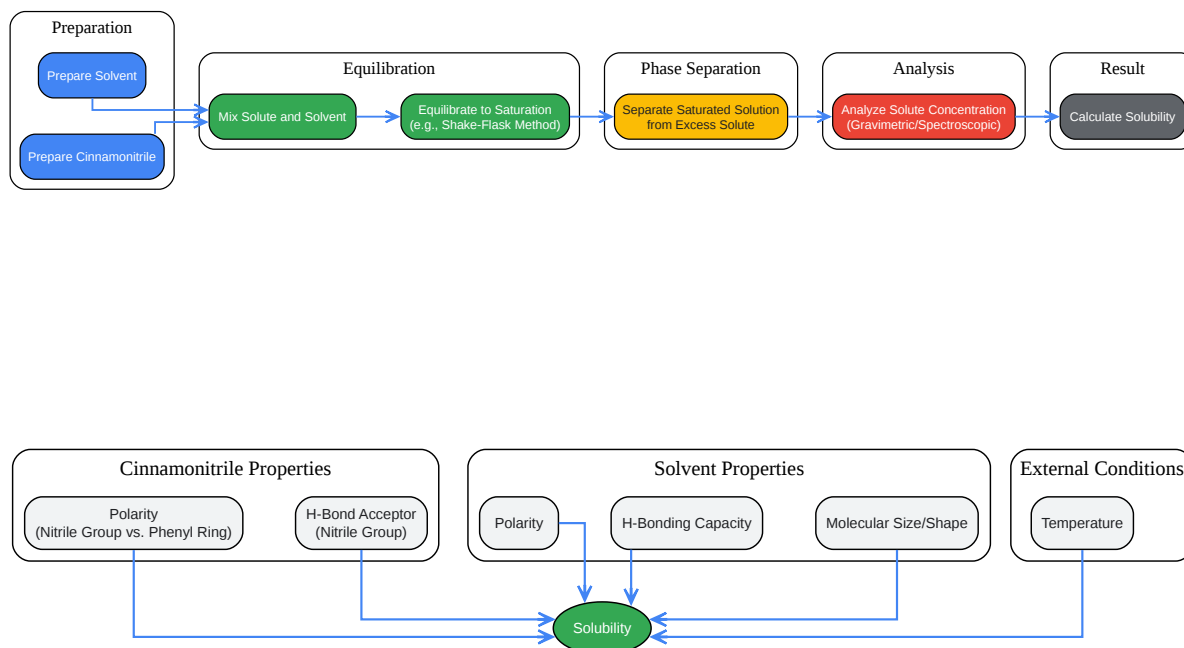 Preparation
Prepare Solvent
Prepare Cinnamonitrile
Equilibration
Mix Solute and Solvent
Equilibrate to Saturation
(e.g., Shake-Flask Method)
Phase Separation
Separate Saturated Solution
from Excess Solute
Analysis
Analyze Solute Concentration
(Gravimetric/Spectroscopic)
Result
Calculate Solubility
Cinnamonitrile Properties
Polarity
(Nitrile Group vs. Phenyl Ring)
H-Bond Acceptor
(Nitrile Group)
Solvent Properties
Polarity
H-Bonding Capacity
Molecular Size/Shape
External Conditions
Temperature
Solubility